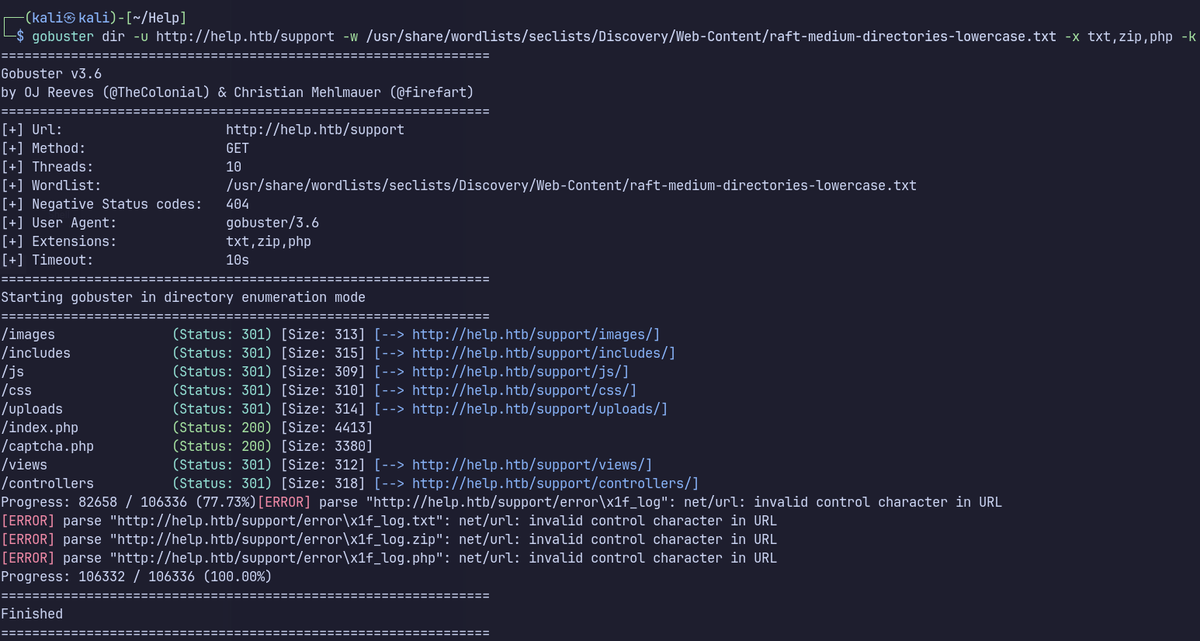 ┌──(kali㉿kali)-[~/Help]
└─$ gobuster dir -u http://help.htb/support -w /usr/share/wordlists/seclists/Discovery/Web-Content/raft-medium-directories-lowercase.txt -x txt,zip,php -k
===============================================================
Gobuster v3.6
by OJ Reeves (@TheColonial) & Christian Mehlmauer (@firefart)
===============================================================
[+] Url:                     http://help.htb/support
[+] Method:                  GET
[+] Threads:                 10
[+] Wordlist:                /usr/share/wordlists/seclists/Discovery/Web-Content/raft-medium-directories-lowercase.txt
[+] Negative Status codes:   404
[+] User Agent:              gobuster/3.6
[+] Extensions:              txt,zip,php
[+] Timeout:                 10s
===============================================================
Starting gobuster in directory enumeration mode
===============================================================
/images               (Status: 301) [Size: 313] [--> http://help.htb/support/images/]
/includes             (Status: 301) [Size: 315] [--> http://help.htb/support/includes/]
/js                   (Status: 301) [Size: 309] [--> http://help.htb/support/js/]
/css                  (Status: 301) [Size: 310] [--> http://help.htb/support/css/]
/uploads              (Status: 301) [Size: 314] [--> http://help.htb/support/uploads/]
/index.php            (Status: 200) [Size: 4413]
/captcha.php          (Status: 200) [Size: 3380]
/views                (Status: 301) [Size: 312] [--> http://help.htb/support/views/]
/controllers          (Status: 301) [Size: 318] [--> http://help.htb/support/controllers/]
Progress: 82658 / 106336 (77.73%)[ERROR] parse "http://help.htb/support/error\x1f_log": net/url: invalid control character in URL
[ERROR] parse "http://help.htb/support/error\x1f_log.txt": net/url: invalid control character in URL
[ERROR] parse "http://help.htb/support/error\x1f_log.zip": net/url: invalid control character in URL
[ERROR] parse "http://help.htb/support/error\x1f_log.php": net/url: invalid control character in URL
Progress: 106332 / 106336 (100.00%)
===============================================================
Finished
===============================================================